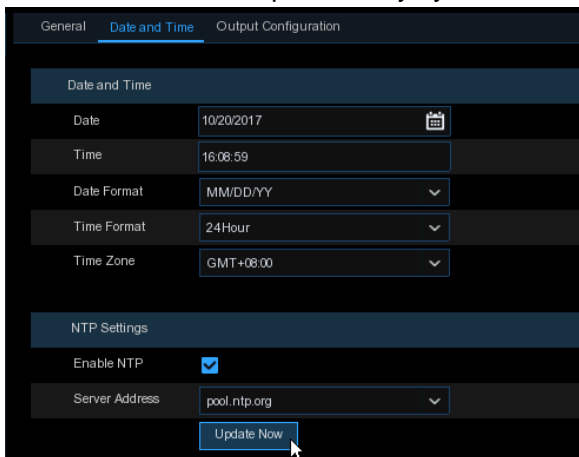 General Date and Time Output Configuration
Date and Time
Date 10/20/2017
Time 16:08:59
Date Format MM/DD/YY
Time Format 24Hour
Time Zone GMT+08:00
NTP Settings
Enable NTP
Server Address pool.ntp.org
Update Now